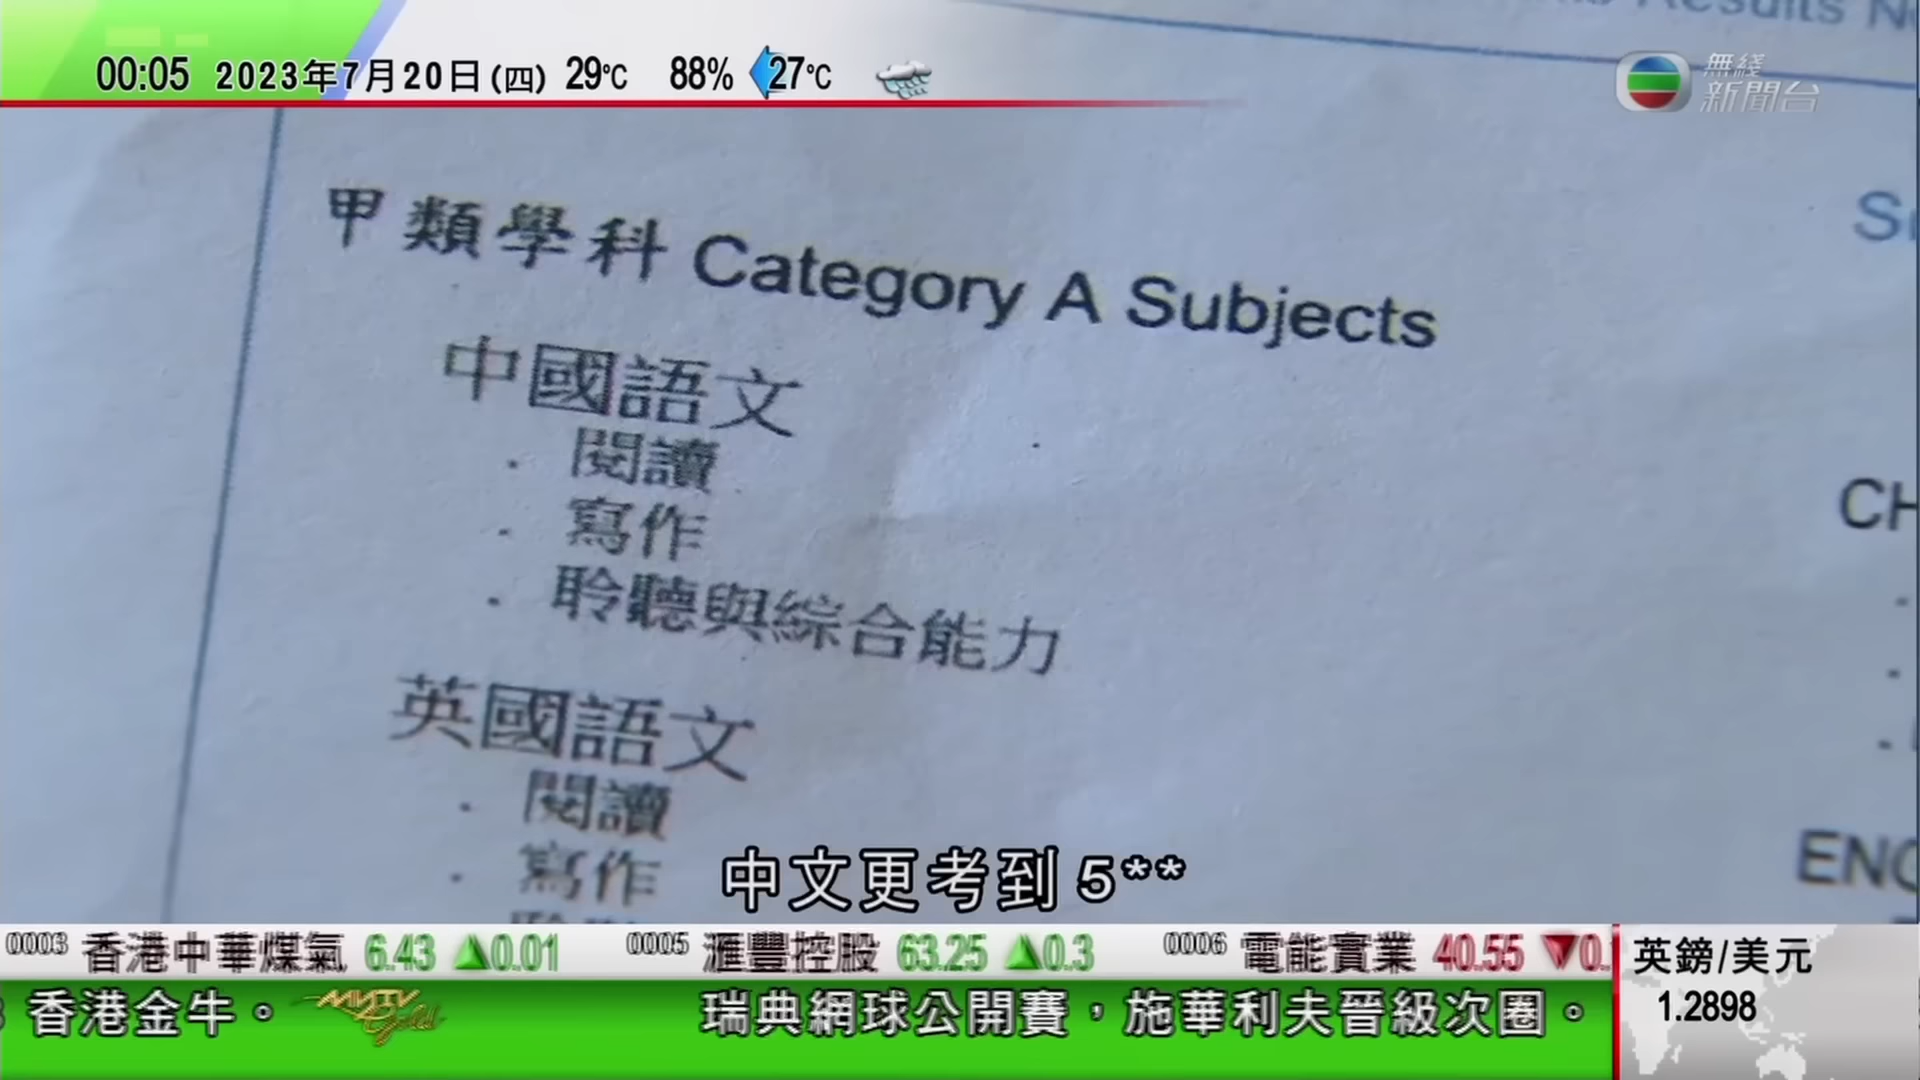 00:05 2023年7月20日(四) 29℃ 88% 27℃
無綫
新聞台
Results
甲類學科 Category A Subjects
中國語文
. 閱讀
. 寫作
. 聆聽與綜合能力
英國語文
. 閱讀
. 寫作
CH
ENG
中文更考到 5**
0003 香港中華煤氣 6.43 ▲0.01 0005 滙豐控股 63.25 ▲0.3 0006 電能實業 40.55 ▼0.
香港金牛。 MYTV Gold 瑞典網球公開賽，施華利夫晉級次圈。
英鎊/美元
1.2898